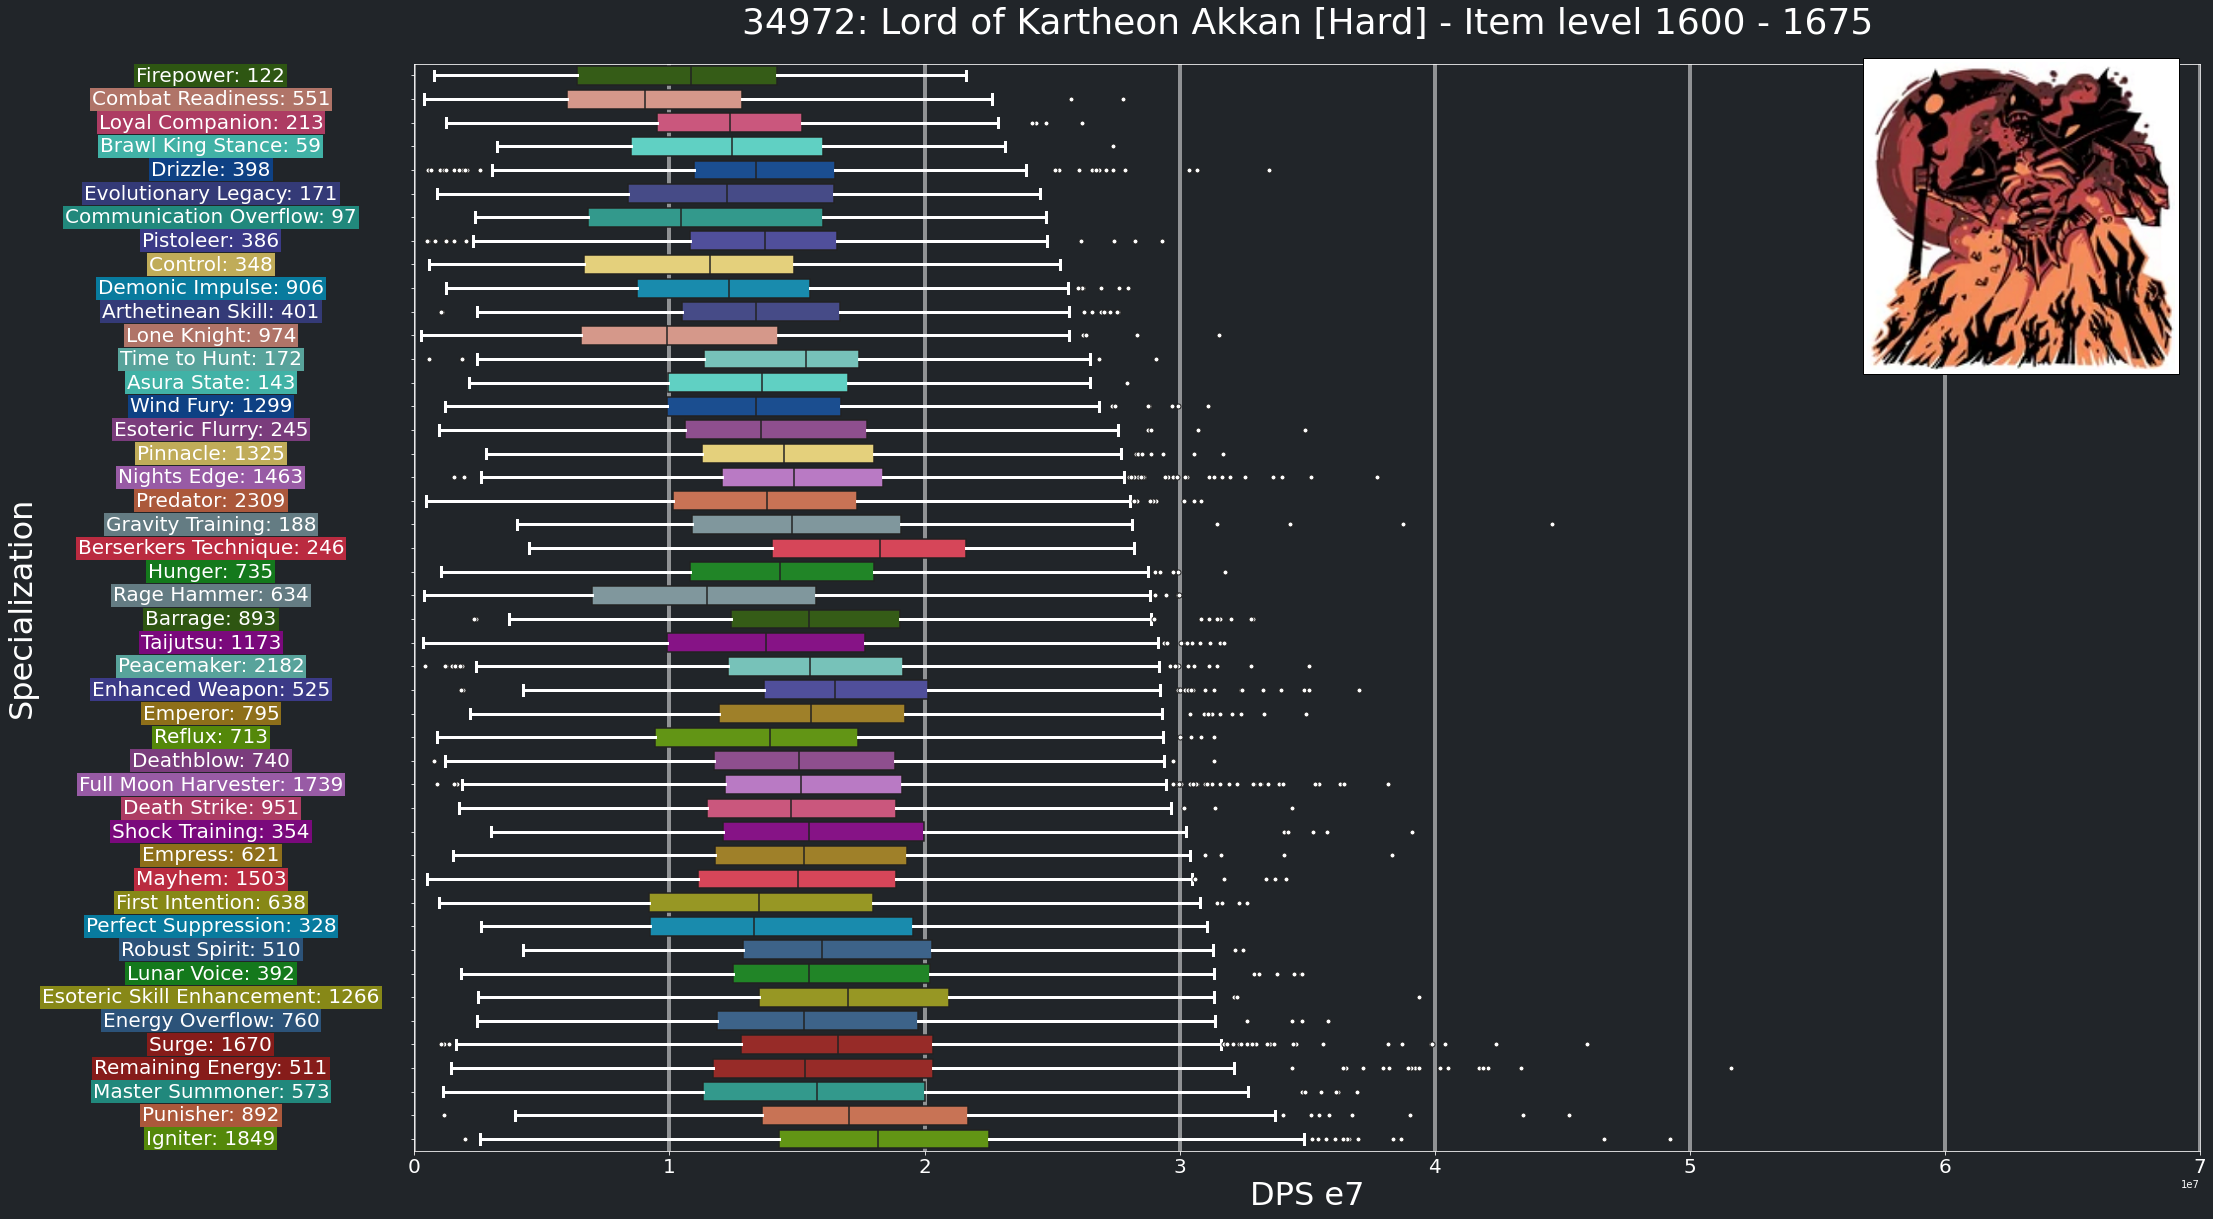 34972: Lord of Kartheon Akkan [Hard] - Item level 1600 - 1675
Specialization
Firepower: 122
Combat Readiness: 551
Loyal Companion: 213
Brawl King Stance: 59
Drizzle: 398
Evolutionary Legacy: 171
Communication Overflow: 97
Pistoleer: 386
Control: 348
Demonic Impulse: 906
Arthetinean Skill: 401
Lone Knight: 974
Time to Hunt: 172
Asura State: 143
Wind Fury: 1299
Esoteric Flurry: 245
Pinnacle: 1325
Nights Edge: 1463
Predator: 2309
Gravity Training: 188
Berserkers Technique: 246
Hunger: 735
Rage Hammer: 634
Barrage: 893
Taijutsu: 1173
Peacemaker: 2182
Enhanced Weapon: 525
Emperor: 795
Reflux: 713
Deathblow: 740
Full Moon Harvester: 1739
Death Strike: 951
Shock Training: 354
Empress: 621
Mayhem: 1503
First Intention: 638
Perfect Suppression: 328
Robust Spirit: 510
Lunar Voice: 392
Esoteric Skill Enhancement: 1266
Energy Overflow: 760
Surge: 1670
Remaining Energy: 511
Master Summoner: 573
Punisher: 892
Igniter: 1849
0 1 2 3 4 5 6 7
1e7
DPS e7